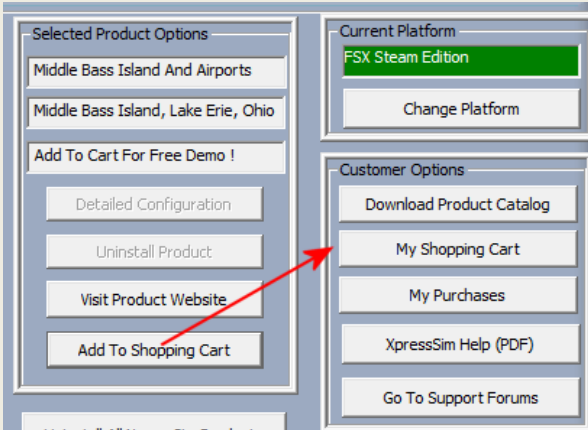 Selected Product Options
Middle Bass Island And Airports
Middle Bass Island, Lake Erie, Ohio
Add To Cart For Free Demo !
Detailed Configuration
Uninstall Product
Visit Product Website
Add To Shopping Cart
Current Platform
FSX Steam Edition
Change Platform
Customer Options
Download Product Catalog
My Shopping Cart
My Purchases
XpressSim Help (PDF)
Go To Support Forums